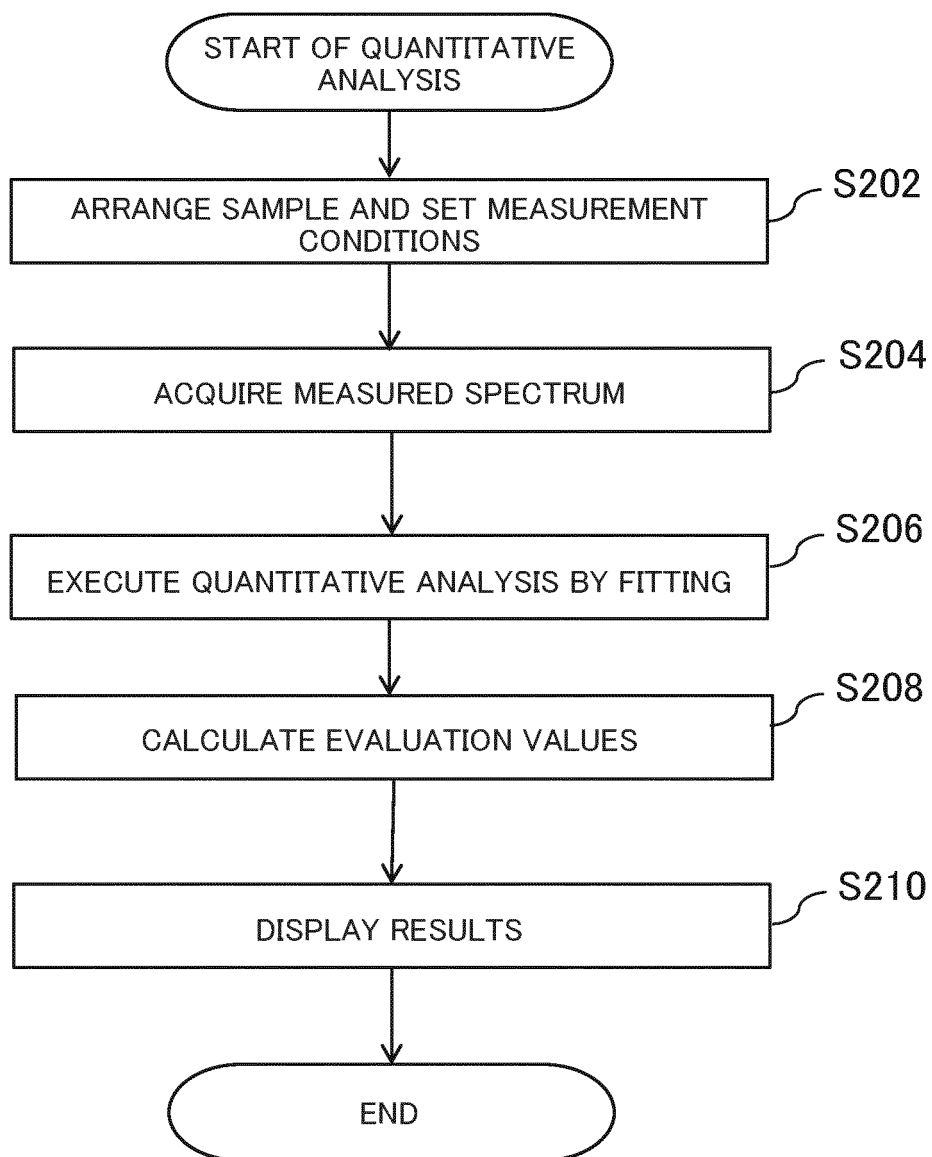 START OF QUANTITATIVE
ANALYSIS
S202
ARRANGE SAMPLE AND SET MEASUREMENT
CONDITIONS
S204
ACQUIRE MEASURED SPECTRUM
S206
EXECUTE QUANTITATIVE ANALYSIS BY FITTING
S208
CALCULATE EVALUATION VALUES
S210
DISPLAY RESULTS
END